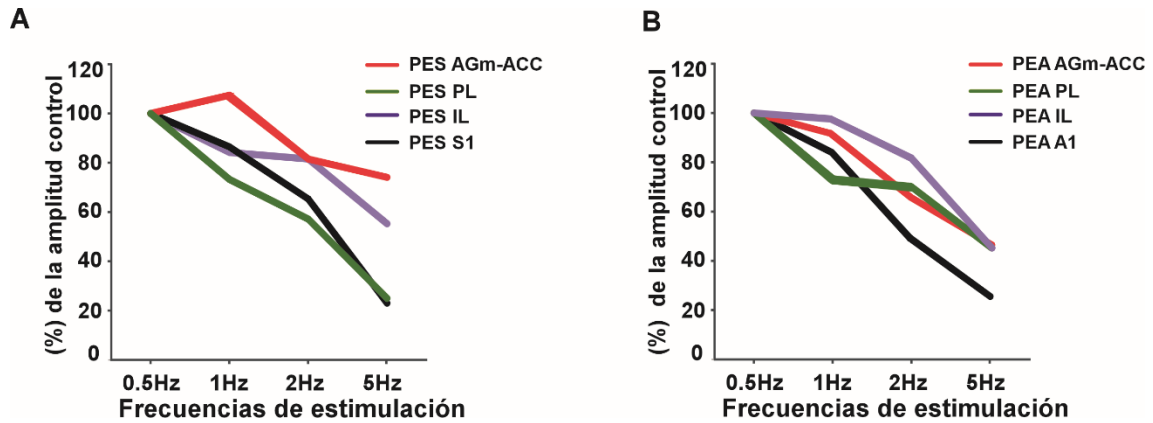 A
(%) de la amplitud control
120
100
80
60
40
20
0
PES AGm-ACC
PES PL
PES IL
PES S1
0.5Hz 1Hz 2Hz 5Hz
Frecuencias de estimulación
B
(%) de la amplitud control
120
100
80
60
40
20
0
PEA AGm-ACC
PEA PL
PEA IL
PEA A1
0.5Hz 1Hz 2Hz 5Hz
Frecuencias de estimulación